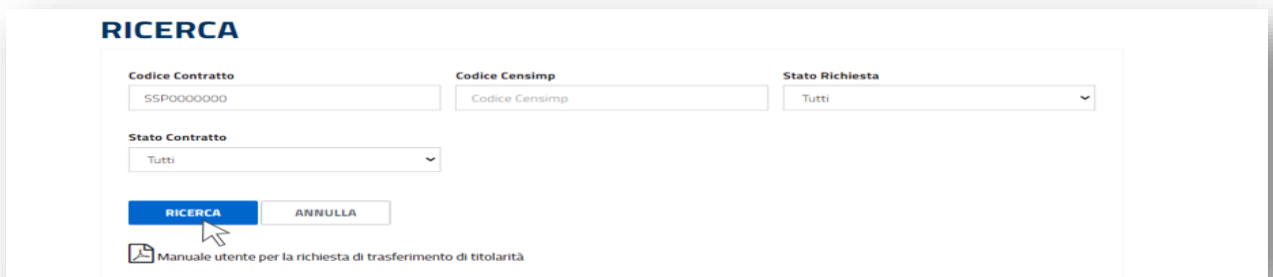 RICERCA
Codice Contratto Codice Censimp Stato Richiesta
SSP0000000 Codice Censimp Tutti
Stato Contratto
Tutti
RICERCA ANNULLA
Manuale utente per la richiesta di trasferimento di titolarità